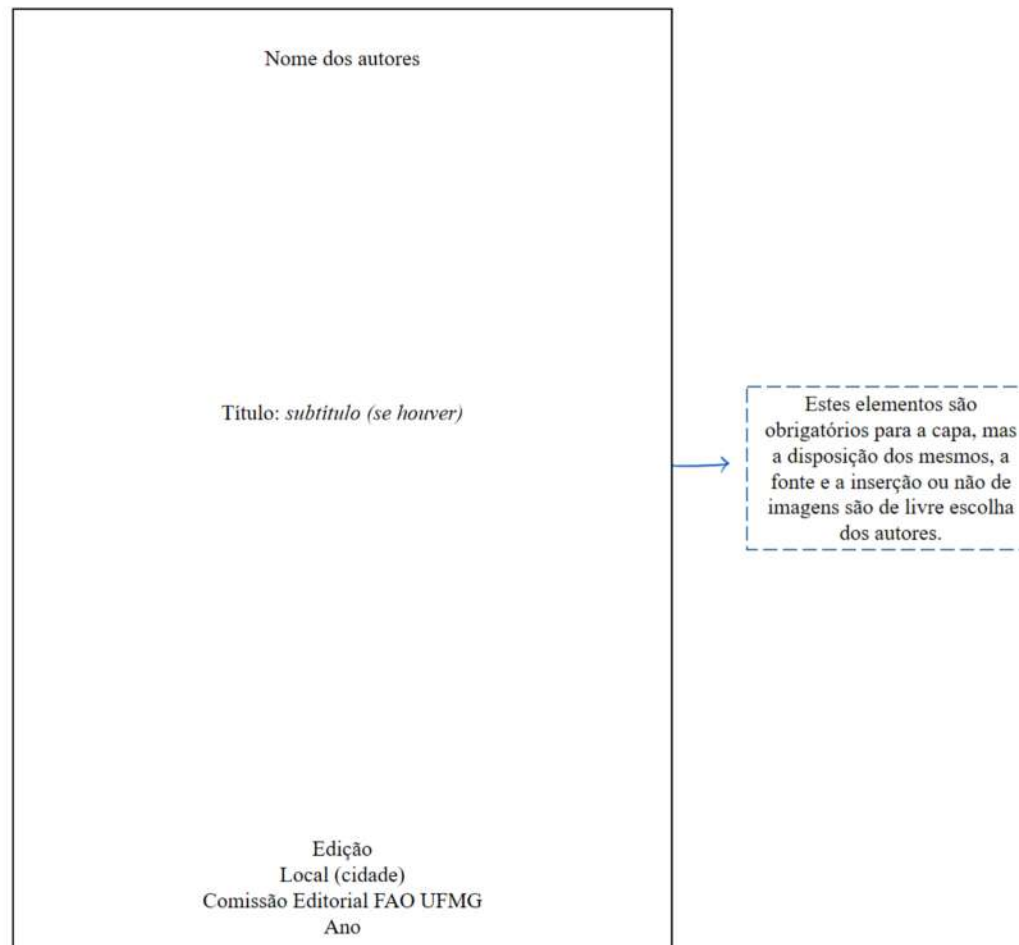 Nome dos autores
Título: subtítulo (se houver)
Estes elementos são
obrigatórios para a capa, mas
a disposição dos mesmos, a
fonte e a inserção ou não de
imagens são de livre escolha
dos autores.
Edição
Local (cidade)
Comissão Editorial FAO UFMG
Ano